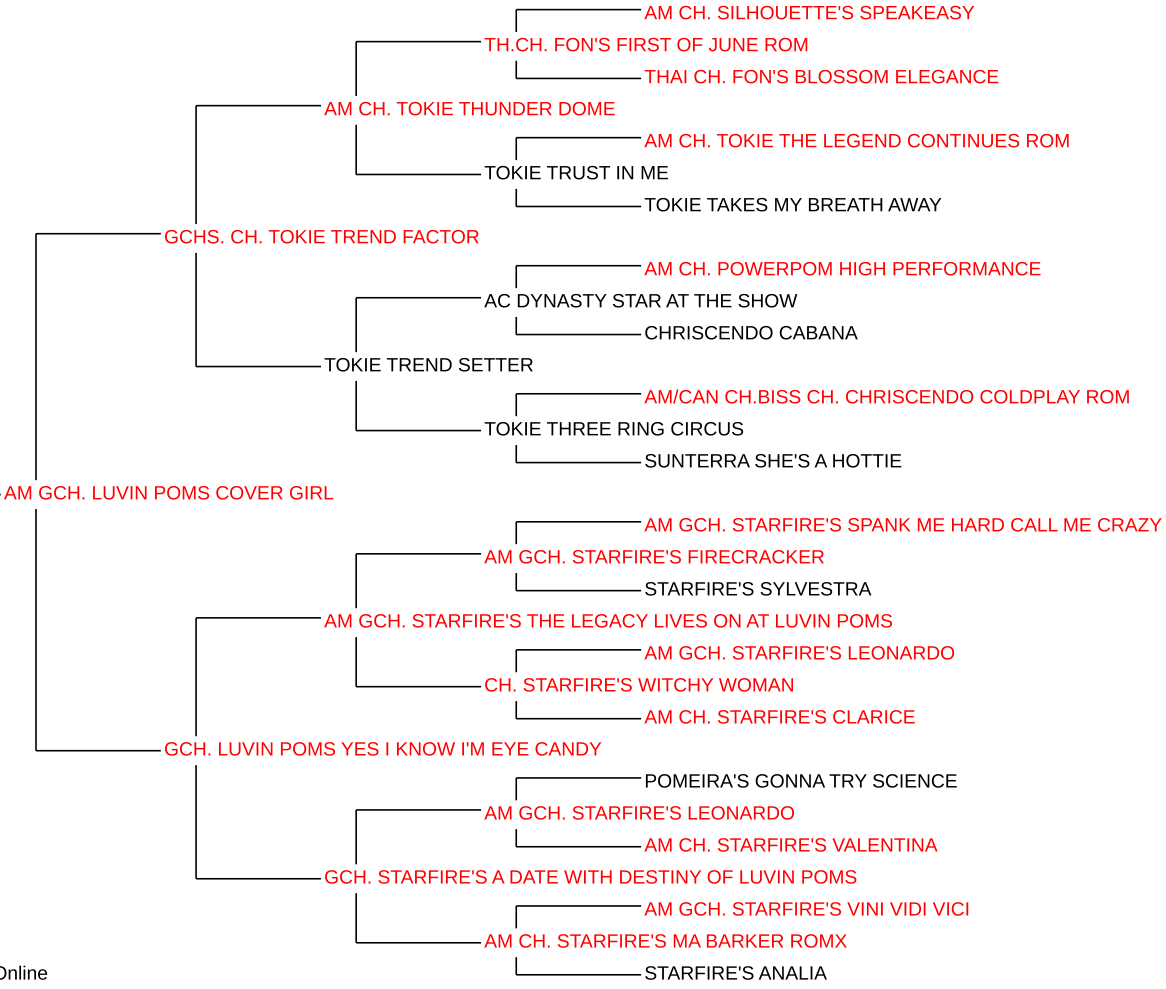 AM CH. SILHOUETTE'S SPEAKEASY
TH.CH. FON'S FIRST OF JUNE ROM
THAI CH. FON'S BLOSSOM ELEGANCE
AM CH. TOKIE THUNDER DOME
AM CH. TOKIE THE LEGEND CONTINUES ROM
TOKIE TRUST IN ME
TOKIE TAKES MY BREATH AWAY
GCHS. CH. TOKIE TREND FACTOR
AM CH. POWERPOM HIGH PERFORMANCE
AC DYNASTY STAR AT THE SHOW
CHRISCENDO CABANA
TOKIE TREND SETTER
AM/CAN CH.BISS CH. CHRISCENDO COLDPLAY ROM
TOKIE THREE RING CIRCUS
SUNTERRA SHE'S A HOTTIE
AM GCH. LUVIN POMS COVER GIRL
AM GCH. STARFIRE'S SPANK ME HARD CALL ME CRAZY
AM GCH. STARFIRE'S FIRECRACKER
STARFIRE'S SYLVESTRA
AM GCH. STARFIRE'S THE LEGACY LIVES ON AT LUVIN POMS
AM GCH. STARFIRE'S LEONARDO
CH. STARFIRE'S WITCHY WOMAN
AM CH. STARFIRE'S CLARICE
GCH. LUVIN POMS YES I KNOW I'M EYE CANDY
POMEIRA'S GONNA TRY SCIENCE
AM GCH. STARFIRE'S LEONARDO
AM CH. STARFIRE'S VALENTINA
GCH. STARFIRE'S A DATE WITH DESTINY OF LUVIN POMS
AM GCH. STARFIRE'S VINI VIDI VICI
AM CH. STARFIRE'S MA BARKER ROMX
STARFIRE'S ANALIA
Online